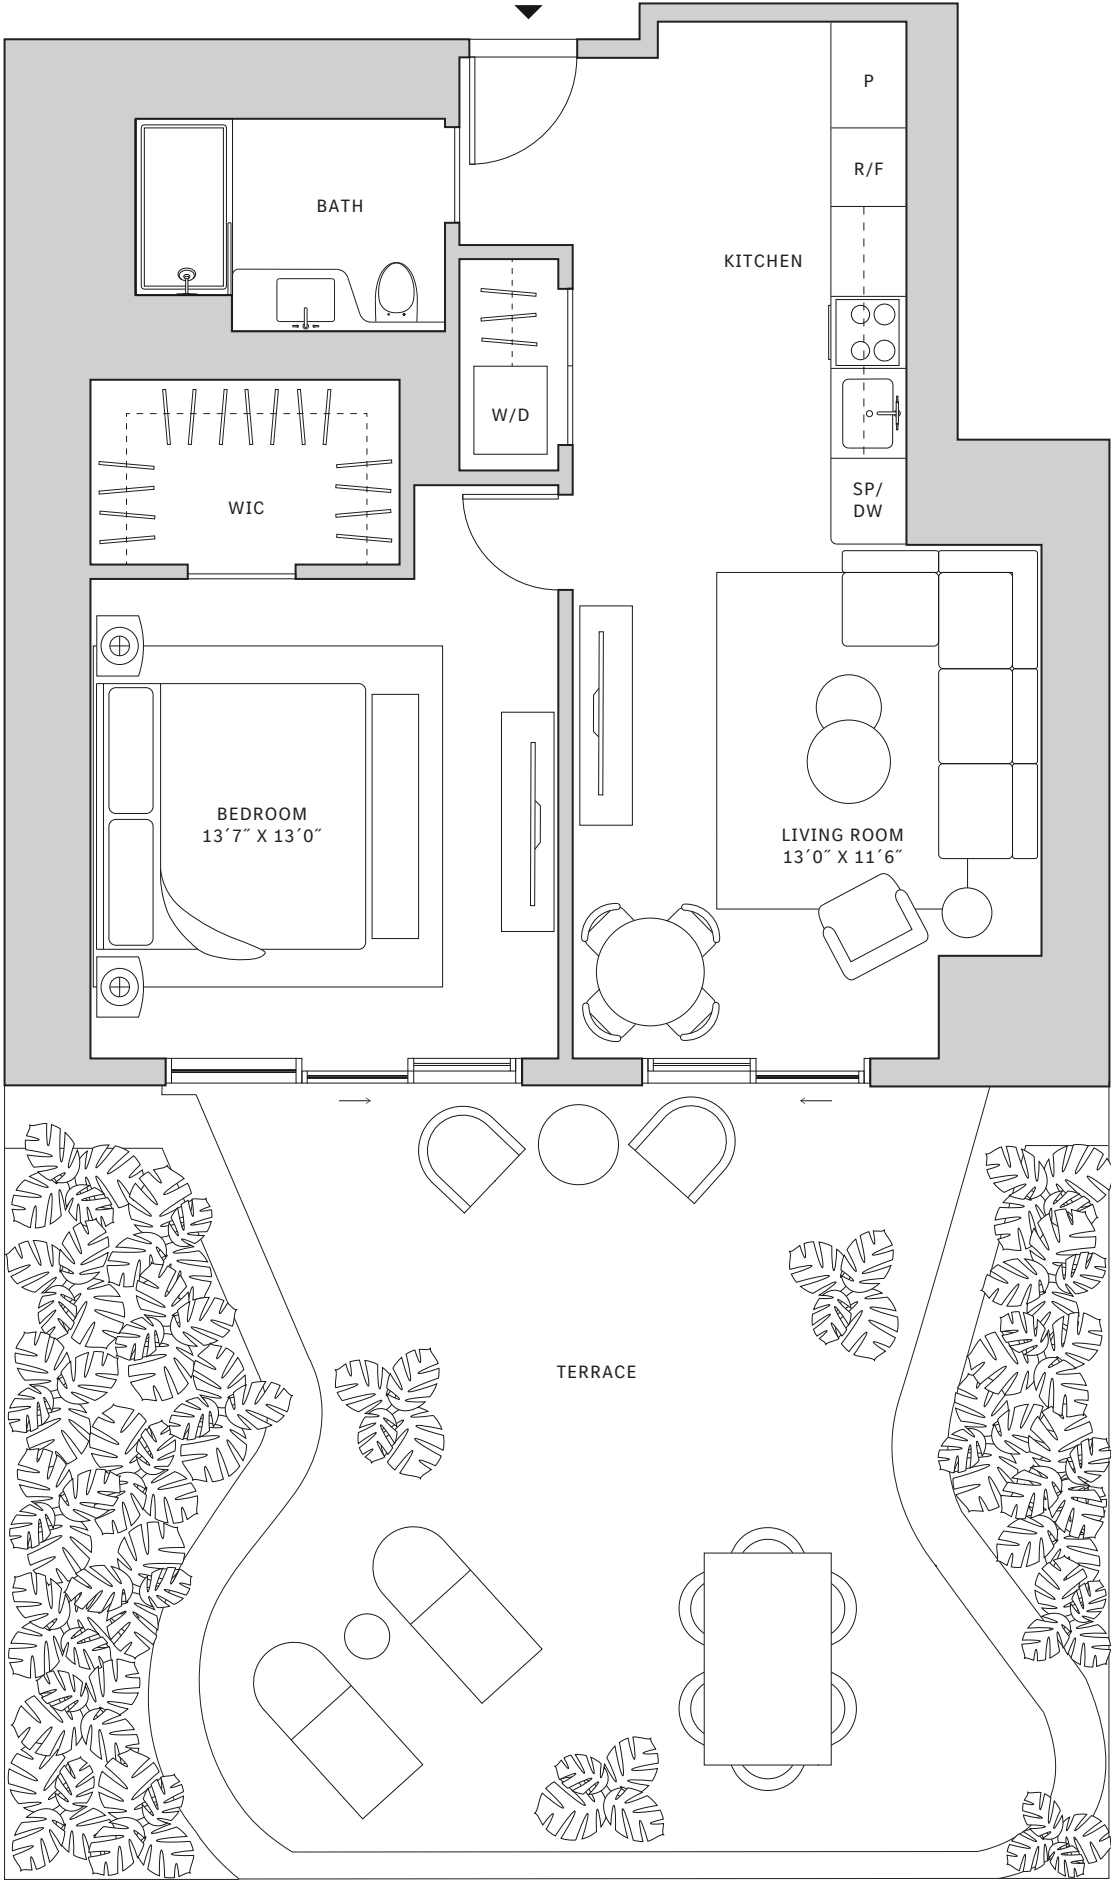 P
R/F
BATH
KITCHEN
W/D
SP/
DW
WIC
BEDROOM
13´7˝ X 13´0˝
LIVING ROOM
13´0˝ X 11´6˝
TERRACE